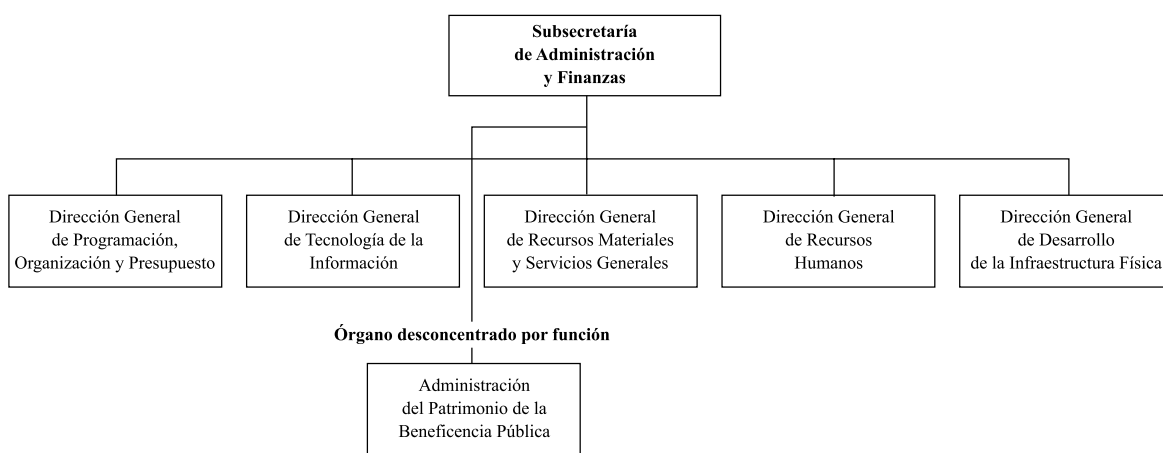 Subsecretaría
de Administración
y Finanzas
Dirección General
de Programación,
Organización y Presupuesto
Dirección General
de Tecnología de la
Información
Dirección General
de Recursos Materiales
y Servicios Generales
Dirección General
de Recursos
Humanos
Dirección General
de Desarrollo
de la Infraestructura Física
Órgano desconcentrado por función
Administración
del Patrimonio de la
Beneficencia Pública